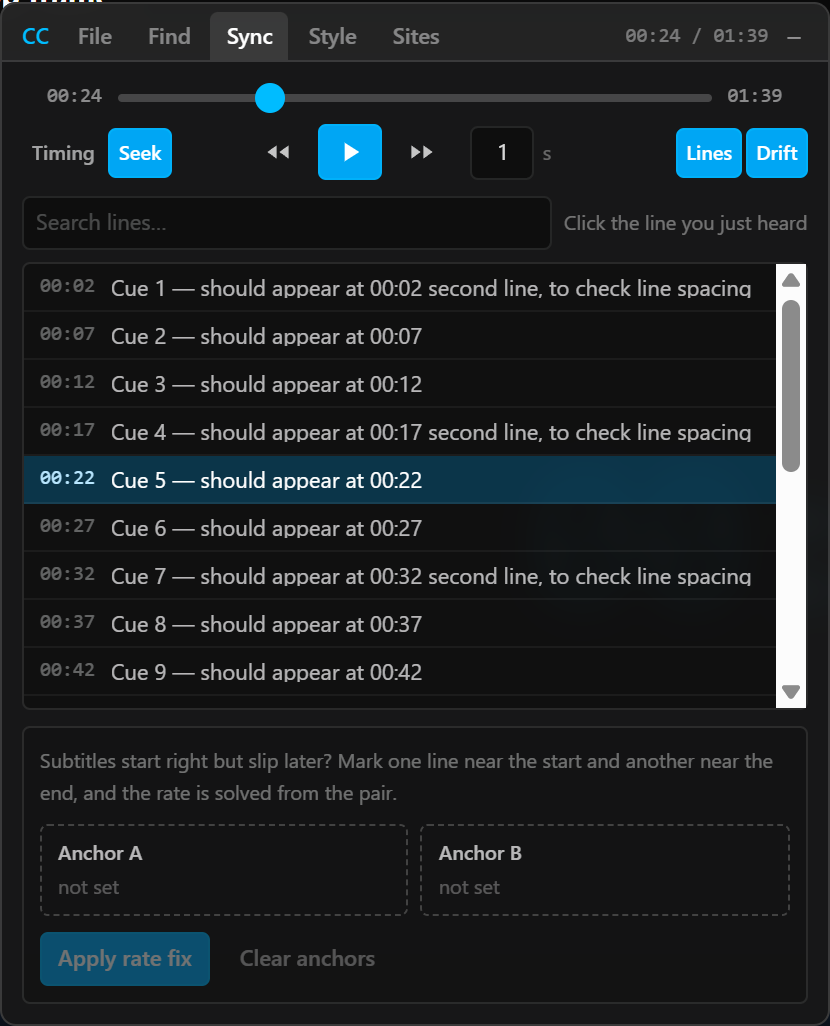 CC File Find Sync Style Sites 00:24 / 01:39 –
00:24 01:39
Timing Seek 1 s Lines Drift
Search lines... Click the line you just heard
00:02 Cue 1 — should appear at 00:02 second line, to check line spacing
00:07 Cue 2 — should appear at 00:07
00:12 Cue 3 — should appear at 00:12
00:17 Cue 4 — should appear at 00:17 second line, to check line spacing
00:22 Cue 5 — should appear at 00:22
00:27 Cue 6 — should appear at 00:27
00:32 Cue 7 — should appear at 00:32 second line, to check line spacing
00:37 Cue 8 — should appear at 00:37
00:42 Cue 9 — should appear at 00:42
Subtitles start right but slip later? Mark one line near the start and another near the
end, and the rate is solved from the pair.
Anchor A Anchor B
not set not set
Apply rate fix Clear anchors